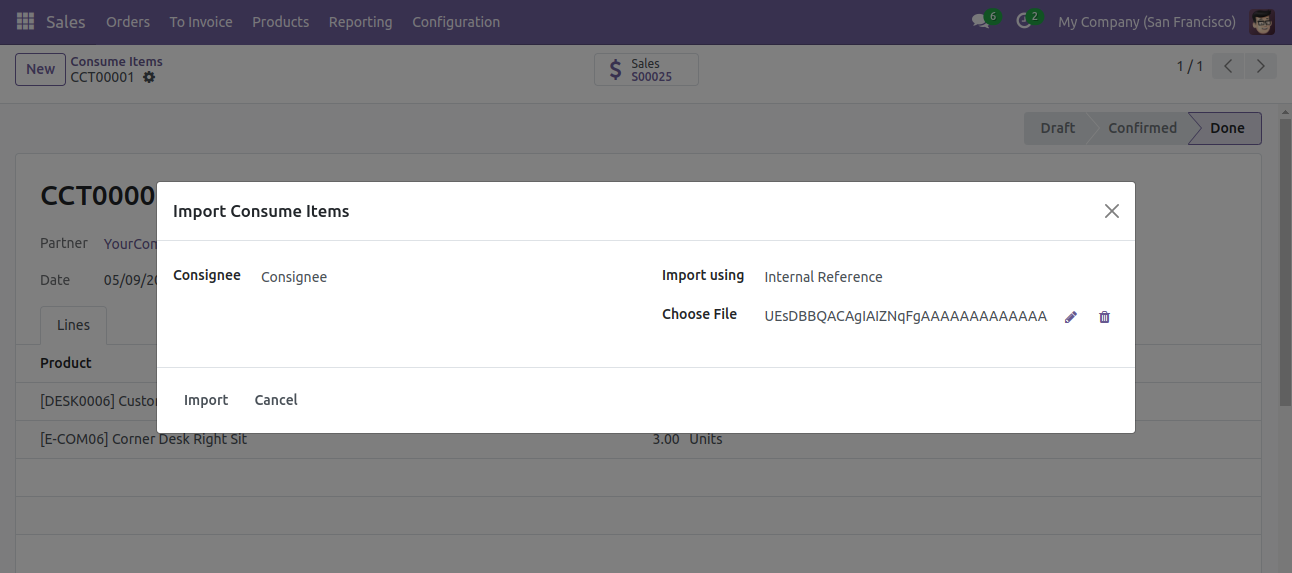 Sales Orders To Invoice Products Reporting Configuration 6 2 My Company (San Francisco)
New Consume Items Sales 1 / 1
CCT00001 S00025
Draft Confirmed Done
CCT0000
Import Consume Items
Partner YourCon
Date 05/09/20
Consignee Consignee Import using Internal Reference
Choose File UEsDBBQACAgIAIZNqFgAAAAAAAAAAAAA
Lines
Product
Import Cancel
[DESK0006] Custo
[E-COM06] Corner Desk Right Sit 3.00 Units